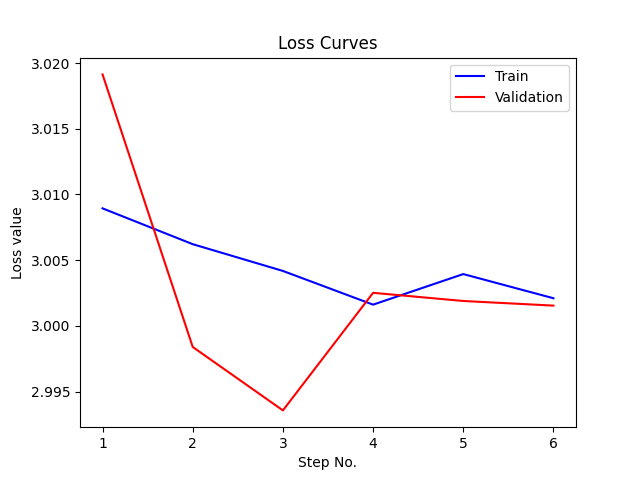 Loss Curves
3.020
3.015
3.010
3.005
3.000
2.995
Loss value
Train
Validation
1 2 3 4 5 6
Step No.